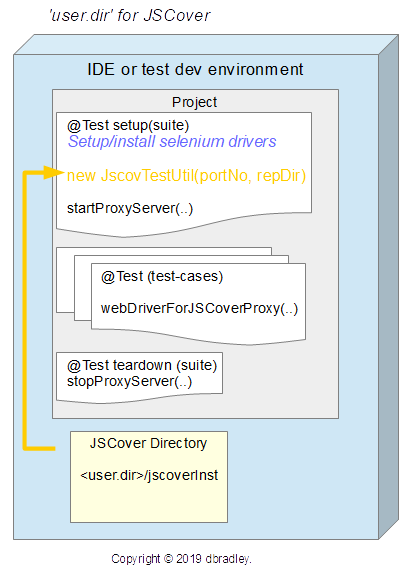 'user.dir' for JSCover
IDE or test dev environment
Project
@Test setup(suite)
Setup/install selenium drivers
new JscovTestUtil(portNo, repDir)
startProxyServer(..)
@Test (test-cases)
webDriverForJSCoverProxy(..)
@Test teardown (suite)
stopProxyServer(..)
JSCover Directory
<user.dir>/jscoverInst
Copyright © 2019 dbradley.